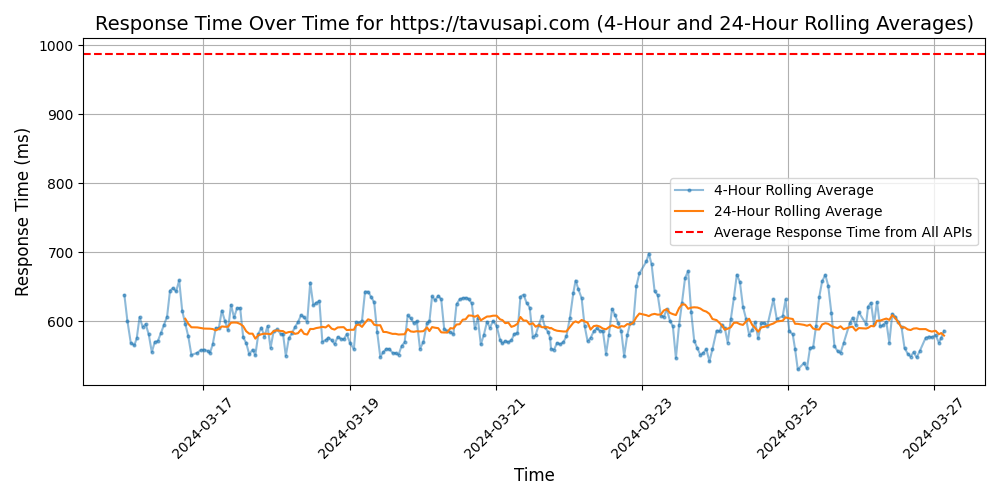 Response Time Over Time for https://tavusapi.com (4-Hour and 24-Hour Rolling Averages)
Response Time (ms)
1000
900
800
700
600
4-Hour Rolling Average
24-Hour Rolling Average
Average Response Time from All APIs
2024-03-17
2024-03-19
2024-03-21
2024-03-23
2024-03-25
2024-03-27
Time